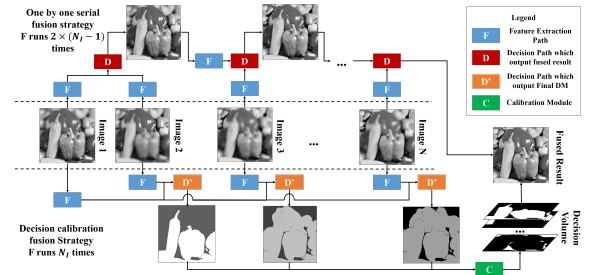 One by one serial
fusion strategy
F runs 2 × (N_I − 1)
times
D
F
D
...
D
F
F
F
F
Legend
F
Feature Extraction
Path
D
Decision Path which
output fused result
D'
Decision Path which
output Final DM
C
Calibration Module
Image 1
Image 2
Image 3
...
Image N
Fused Result
F
F
D'
F
D'
F
D'
Decision calibration
fusion Strategy
F runs N_I times
...
...
Decision
Volume
C